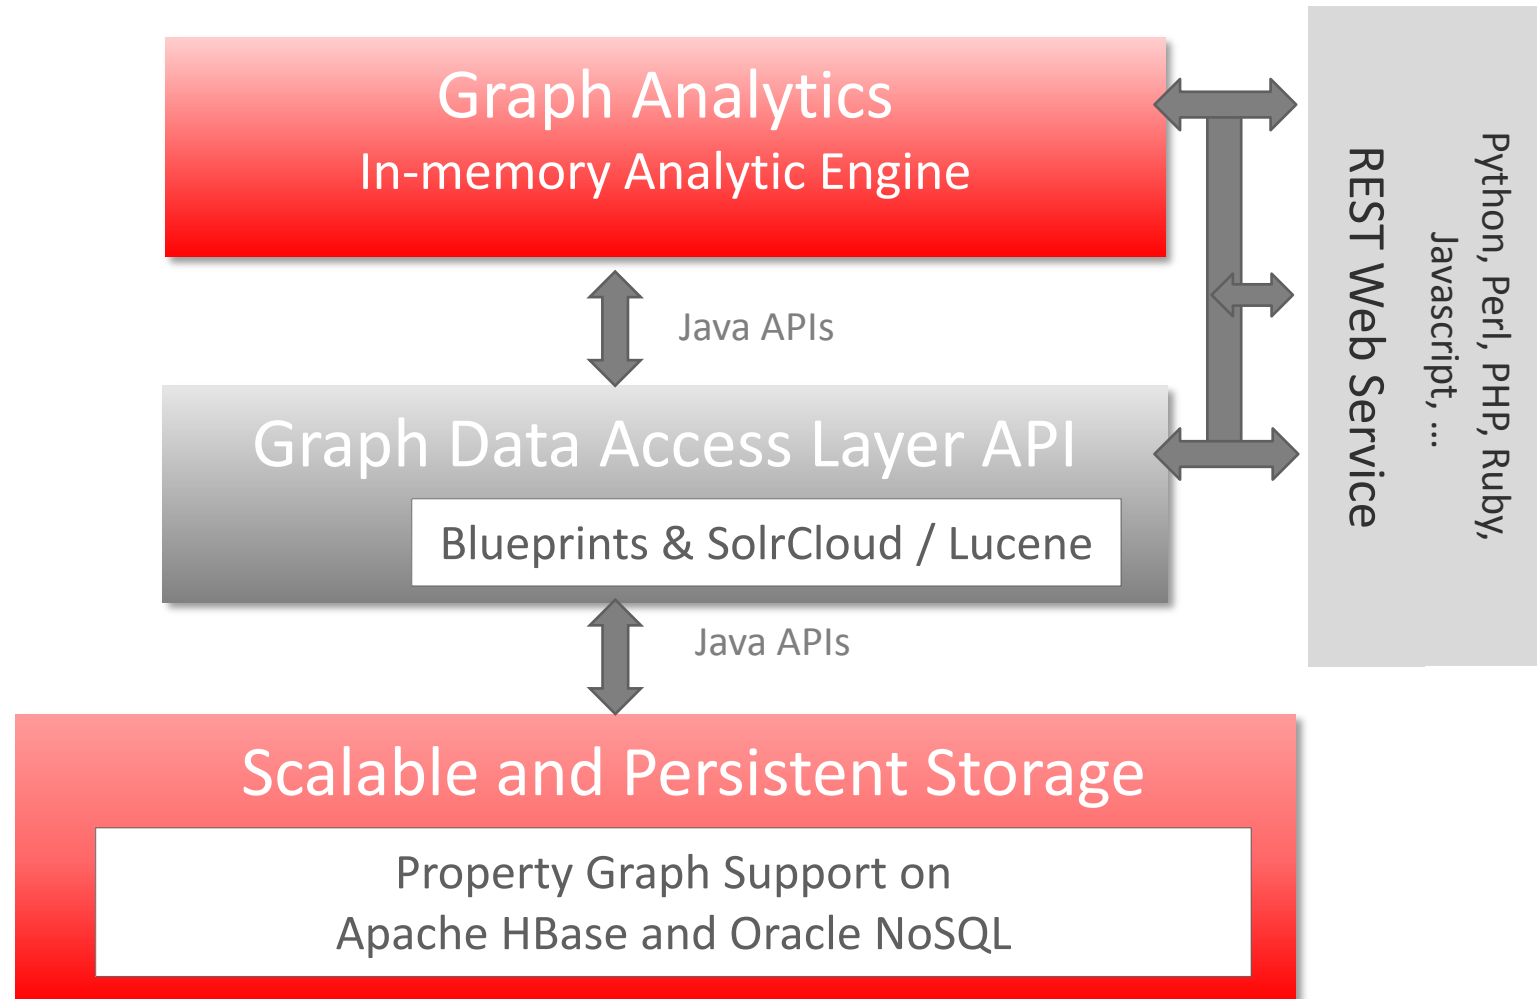 Graph Analytics
In-memory Analytic Engine
Java APIs
Graph Data Access Layer API
Blueprints & SolrCloud / Lucene
Java APIs
Scalable and Persistent Storage
Property Graph Support on
Apache HBase and Oracle NoSQL
REST Web Service
Python, Perl, PHP, Ruby,
Javascript, ...